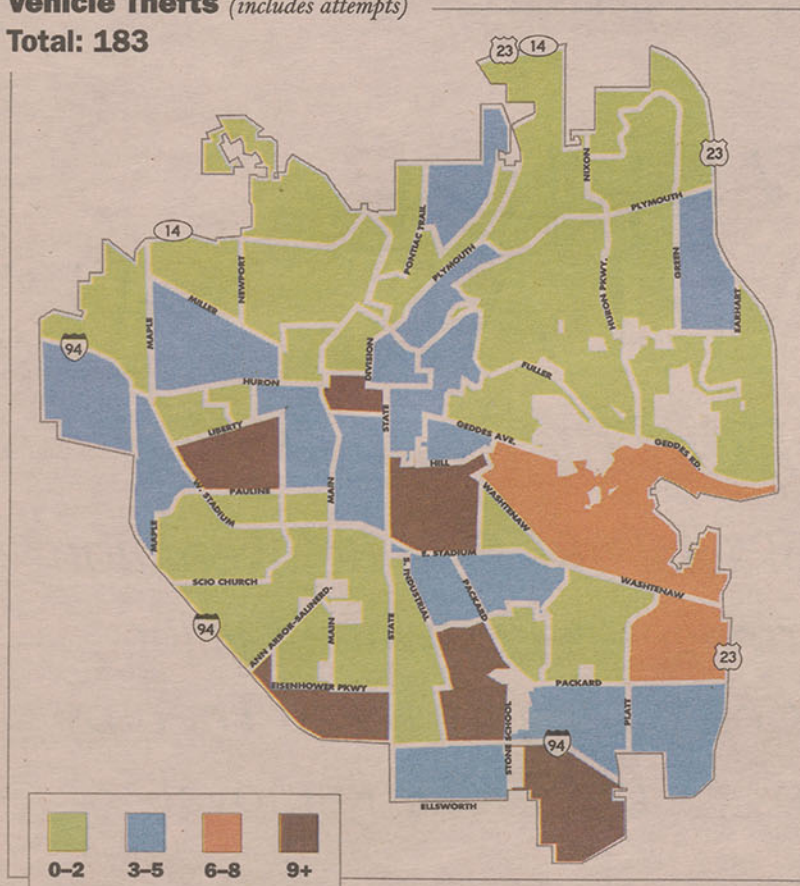 Vehicle Thefts (includes attempts)
Total: 183
23
14
NIXON
23
PLYMOUTH
14
PONTIAC TRAIL
PLYMOUTH
NEWPORT
GREEN
HURON PKWY.
EARHART
MAPLE
MILLER
94
DIVISION
FULLER
HURON
STATE
LIBERTY
GEDDES AVE.
GEDDES RD.
HILL
PAULINE
W. STADIUM
MAIN
WASHTENAW
MAPLE
E. STADIUM
SCIO CHURCH
E. INDUSTRIAL
PACKARD
WASHTENAW
ANN ARBOR-SALINE RD.
94
MAIN
STATE
23
EISENHOWER PKWY
PACKARD
STONE SCHOOL
PLATT
94
ELLSWORTH
0–2
3–5
6–8
9+